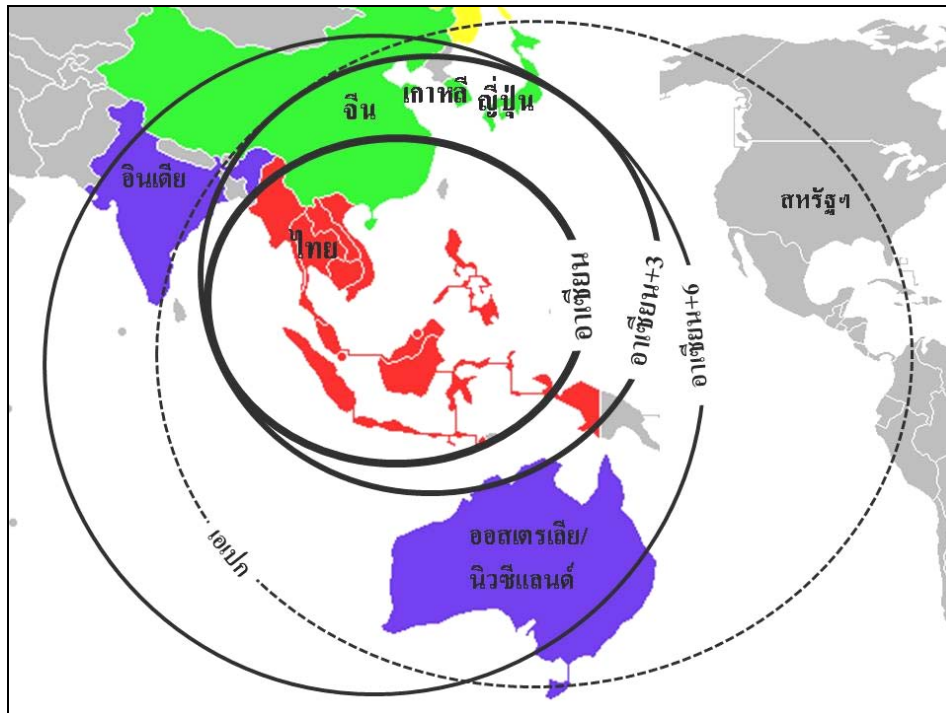 เกาหลี
ญี่ปุ่น
จีน
อินเดีย
สหรัฐฯ
ไทย
อาเซียน
อาเซียน+3
อาเซียน+6
เอเปก
ออสเตรเลีย/
นิวซีแลนด์